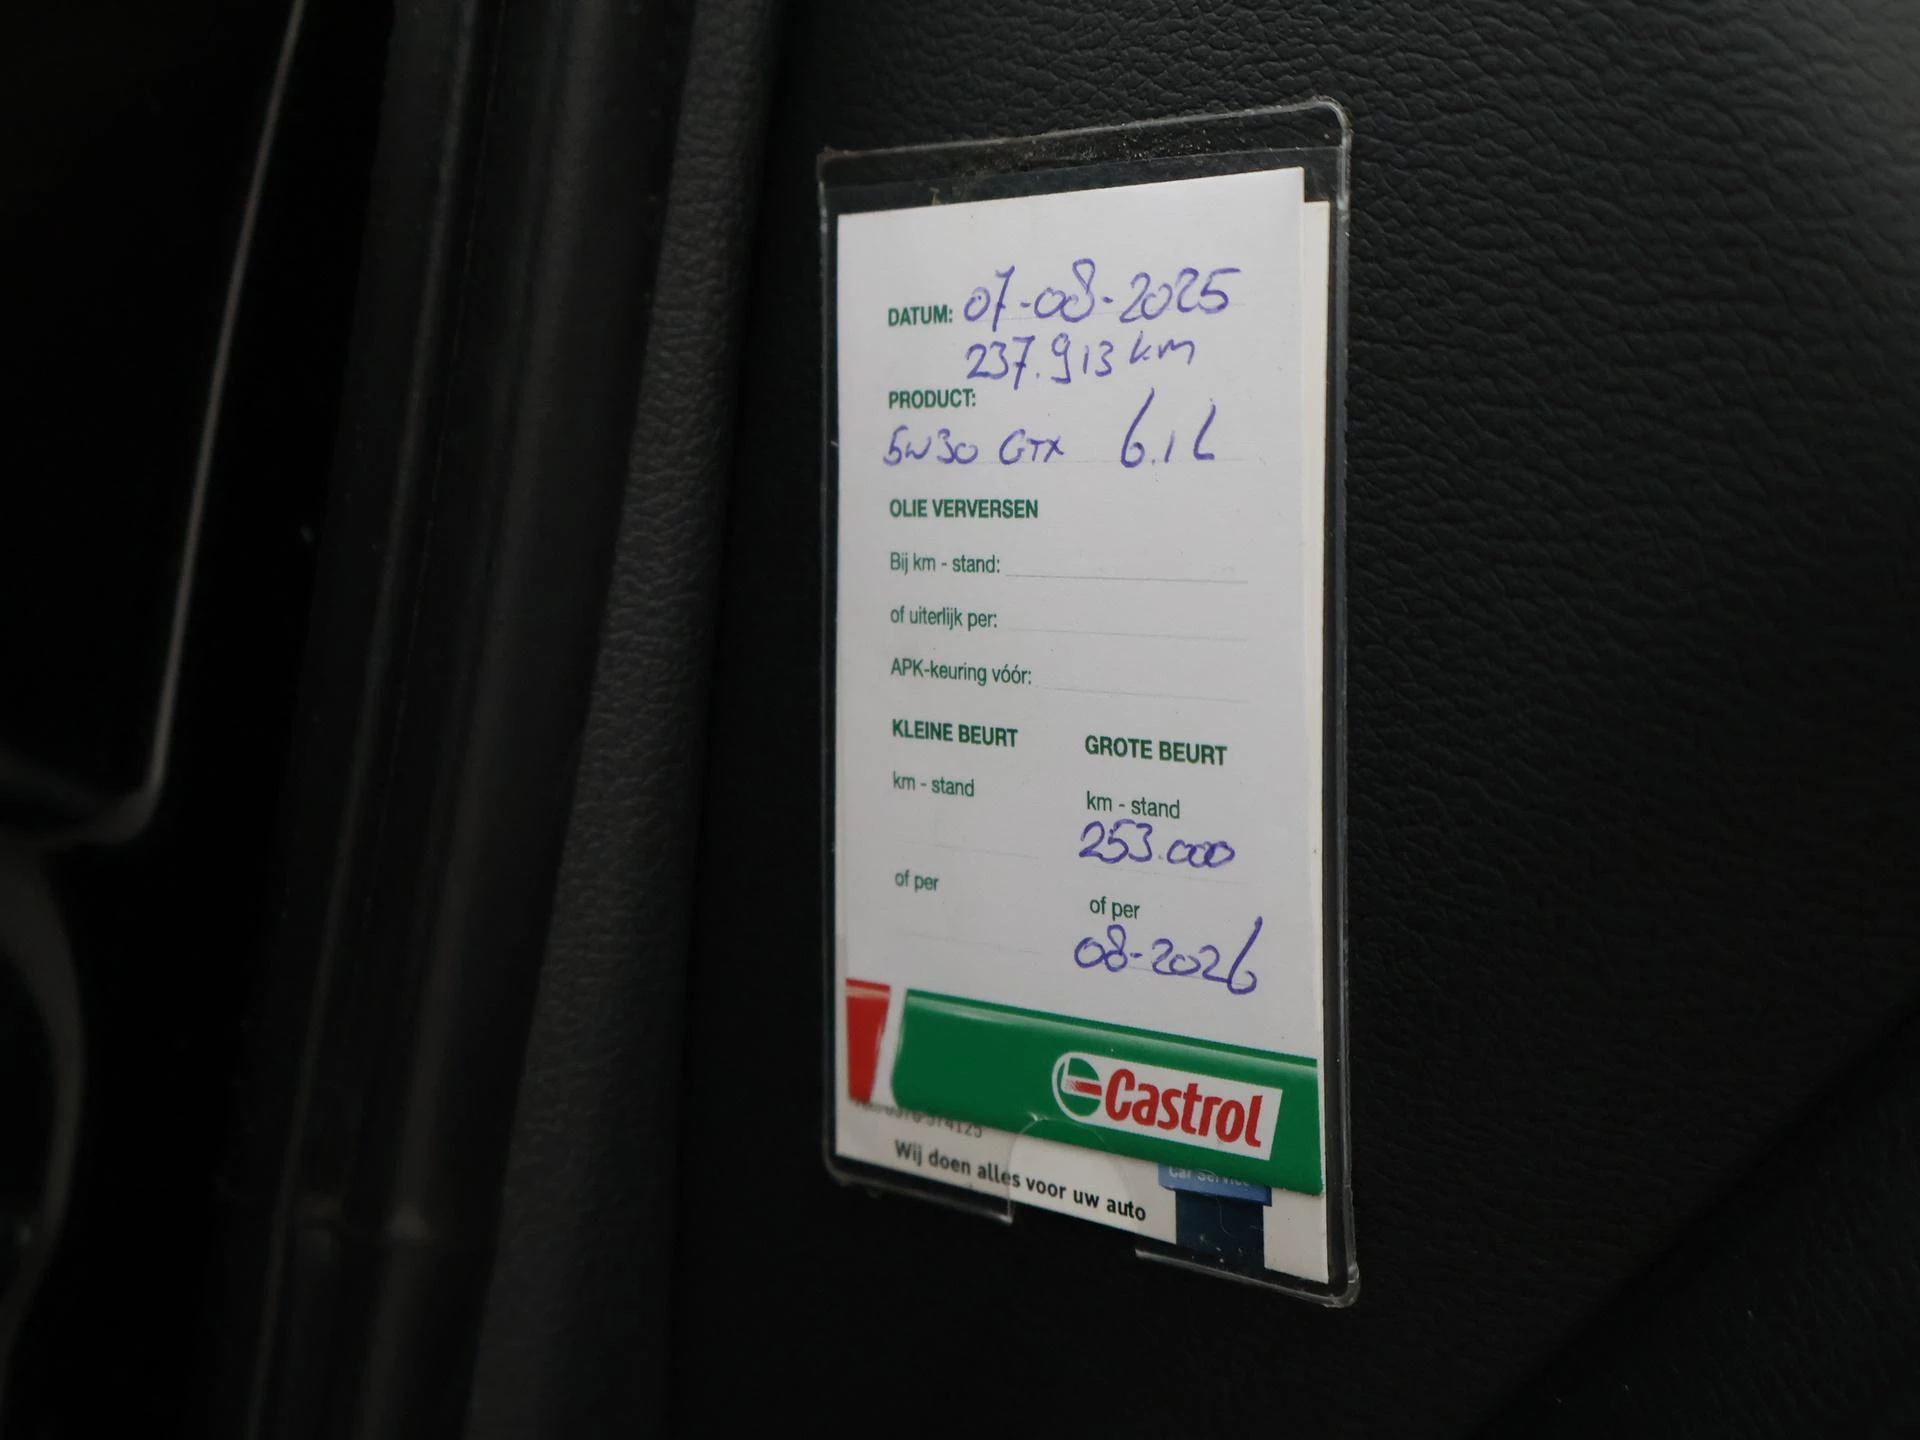 DATUM: 07-08-2025
237.913 km
PRODUCT:
5W30 GTX 6.1 L
OLIE VERVERSEN
Bij km - stand:
of uiterlijk per:
APK-keuring vóór:
KLEINE BEURT
km - stand
of per
GROTE BEURT
km - stand
253.000
of per
08-2026
Castrol
Car Service
Wij doen alles voor uw auto